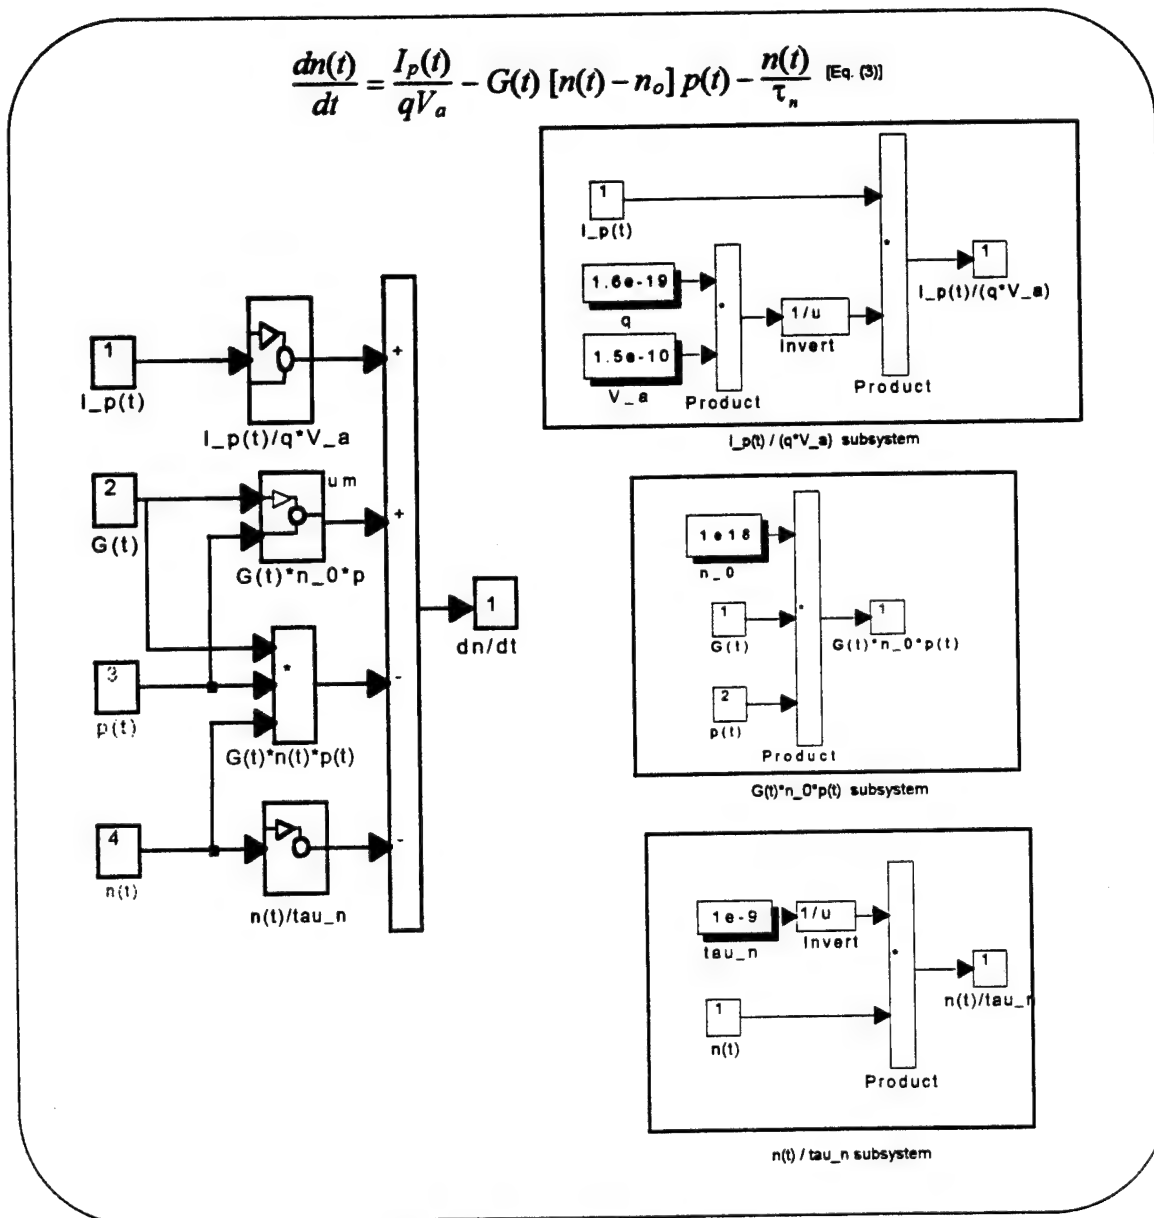 dn(t)/dt = I_p(t)/qV_a − G(t) [n(t) − n_o] p(t) − n(t)/τ_n [Eq. (3)]
1
I_p(t)
I_p(t)/q*V_a
+
2
G(t)
um
G(t)*n_0*p
+
3
p(t)
*
G(t)*n(t)*p(t)
-
4
n(t)
n(t)/tau_n
-
1
dn/dt
1
I_p(t)
1.6e-19
q
1.5e-10
V_a
*
Product
1/u
Invert
*
Product
1
I_p(t)/(q*V_a)
I_p(t) / (q*V_a) subsystem
1e18
n_0
1
G(t)
2
p(t)
*
Product
1
G(t)*n_0*p(t)
G(t)*n_0*p(t) subsystem
1e-9
tau_n
1/u
Invert
1
n(t)
*
Product
1
n(t)/tau_n
n(t) / tau_n subsystem